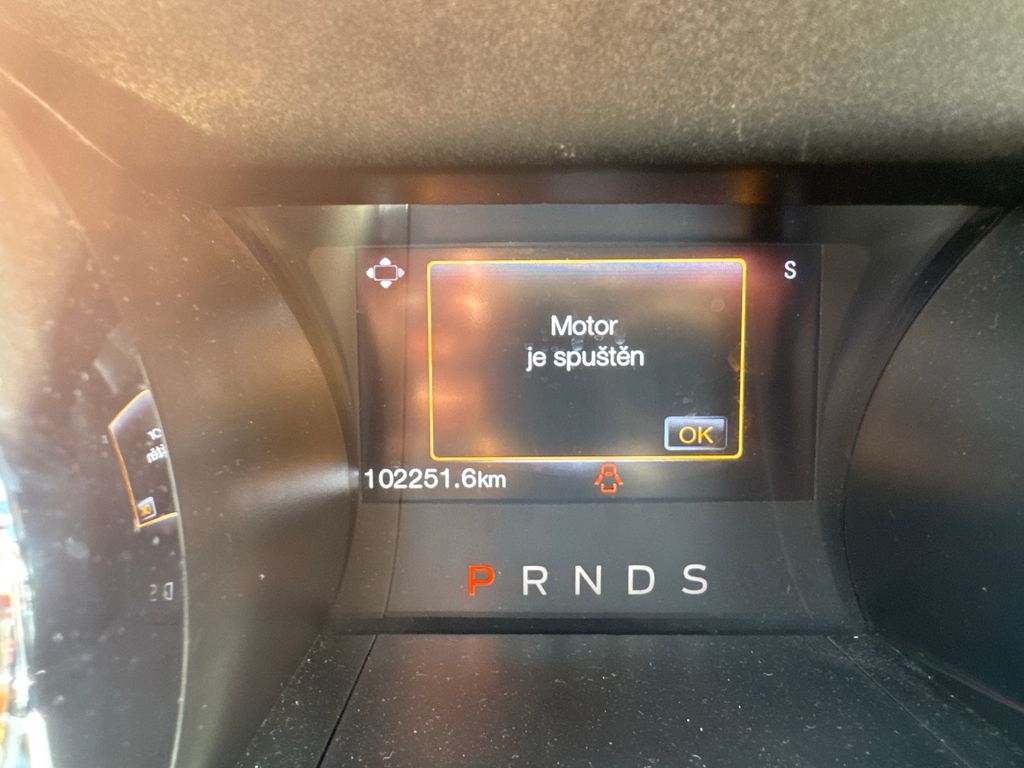 S
Motor
je spuštěn
OK
102251.6km
P R N D S